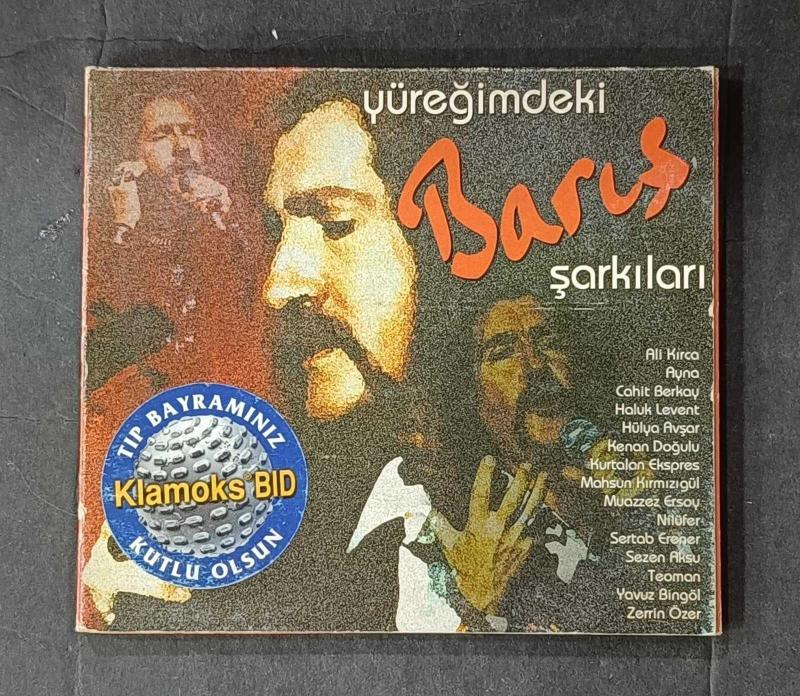 yüreğimdeki
Barış
şarkıları
Ali Kırca
Ayna
Cahit Berkay
Haluk Levent
Hülya Avşar
Kenan Doğulu
Kurtalan Ekspres
Mahsun Kırmızıgül
Muazzez Ersoy
Nilüfer
Sertab Erener
Sezen Aksu
Teoman
Yavuz Bingöl
Zerrin Özer
TIP BAYRAMINIZ
Klamoks BID
KUTLU OLSUN